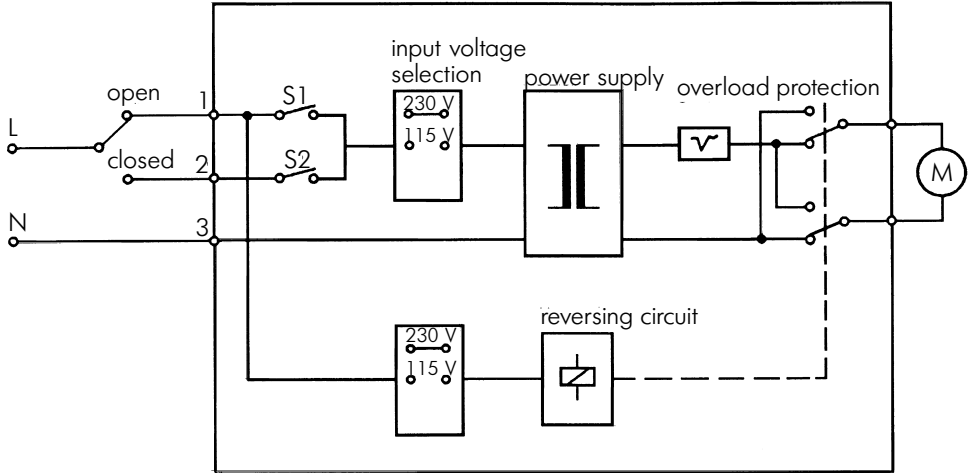 input voltage
selection
power supply
overload protection
open
1
S1
230 V
115 V
L
closed
2
S2
M
N
3
reversing circuit
230 V
115 V